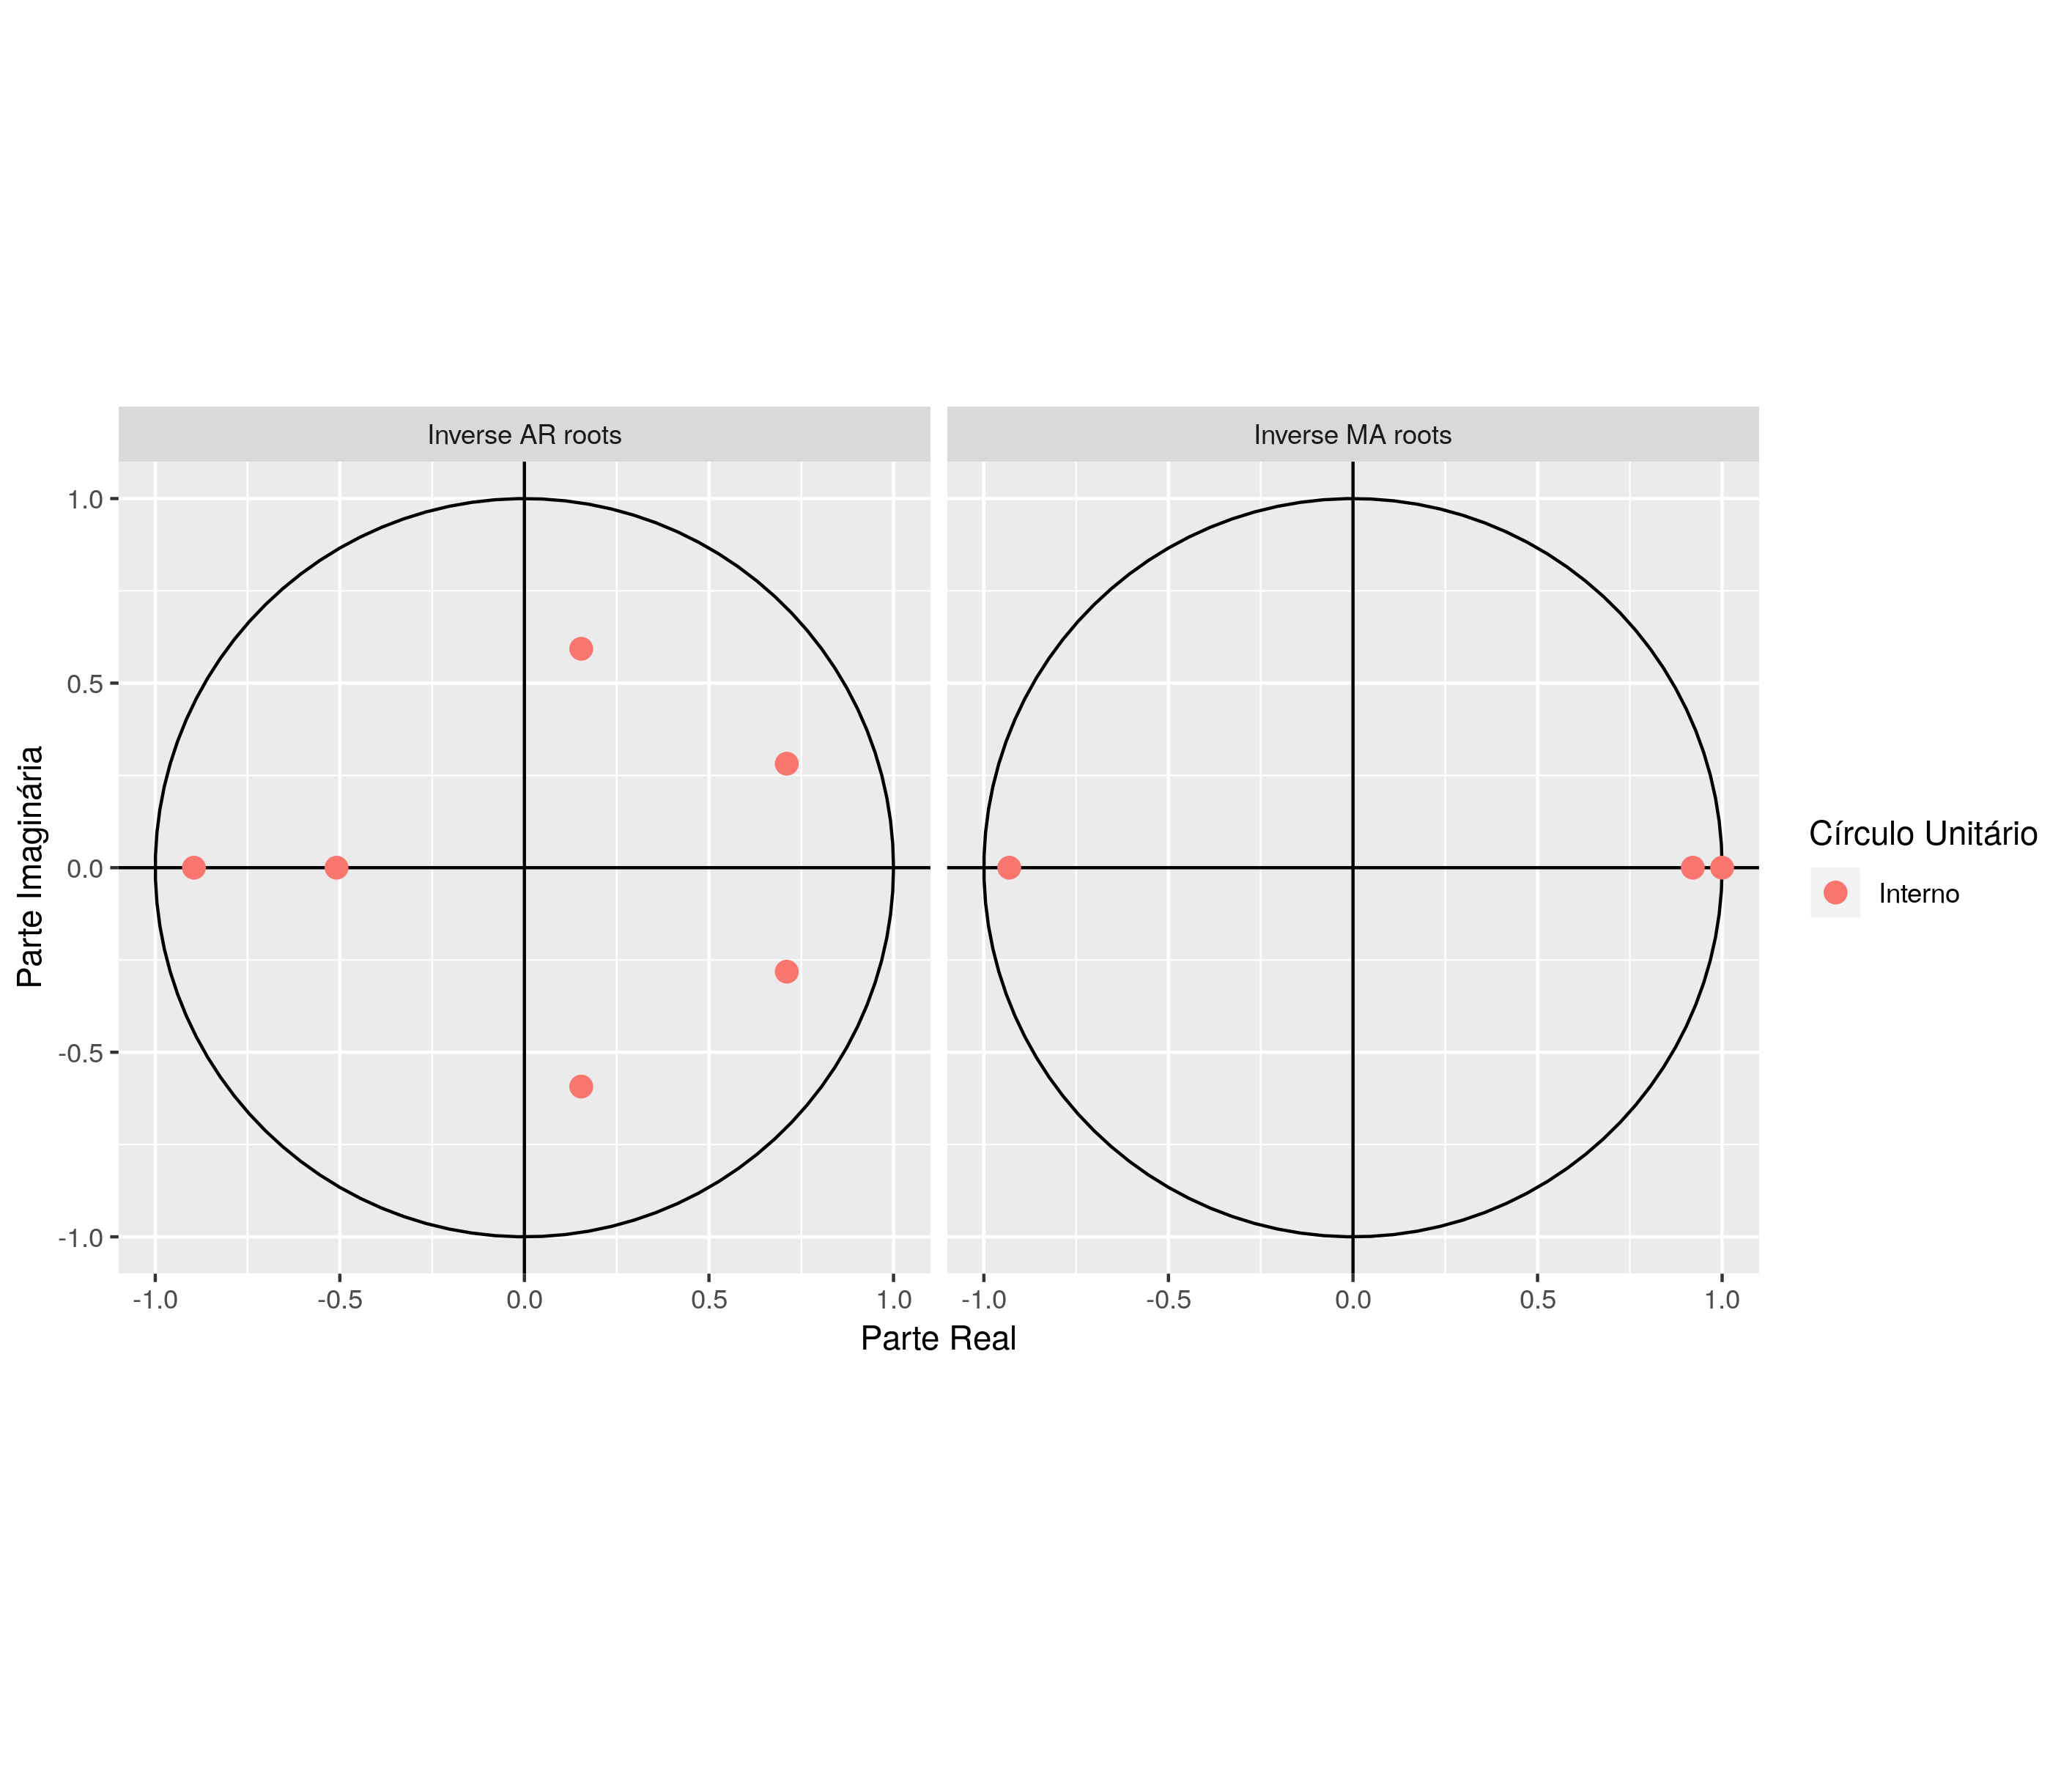 Inverse AR roots
Inverse MA roots
1.0
0.5
0.0
-0.5
-1.0
Parte Imaginária
-1.0 -0.5 0.0 0.5 1.0
-1.0 -0.5 0.0 0.5 1.0
Parte Real
Círculo Unitário
Interno